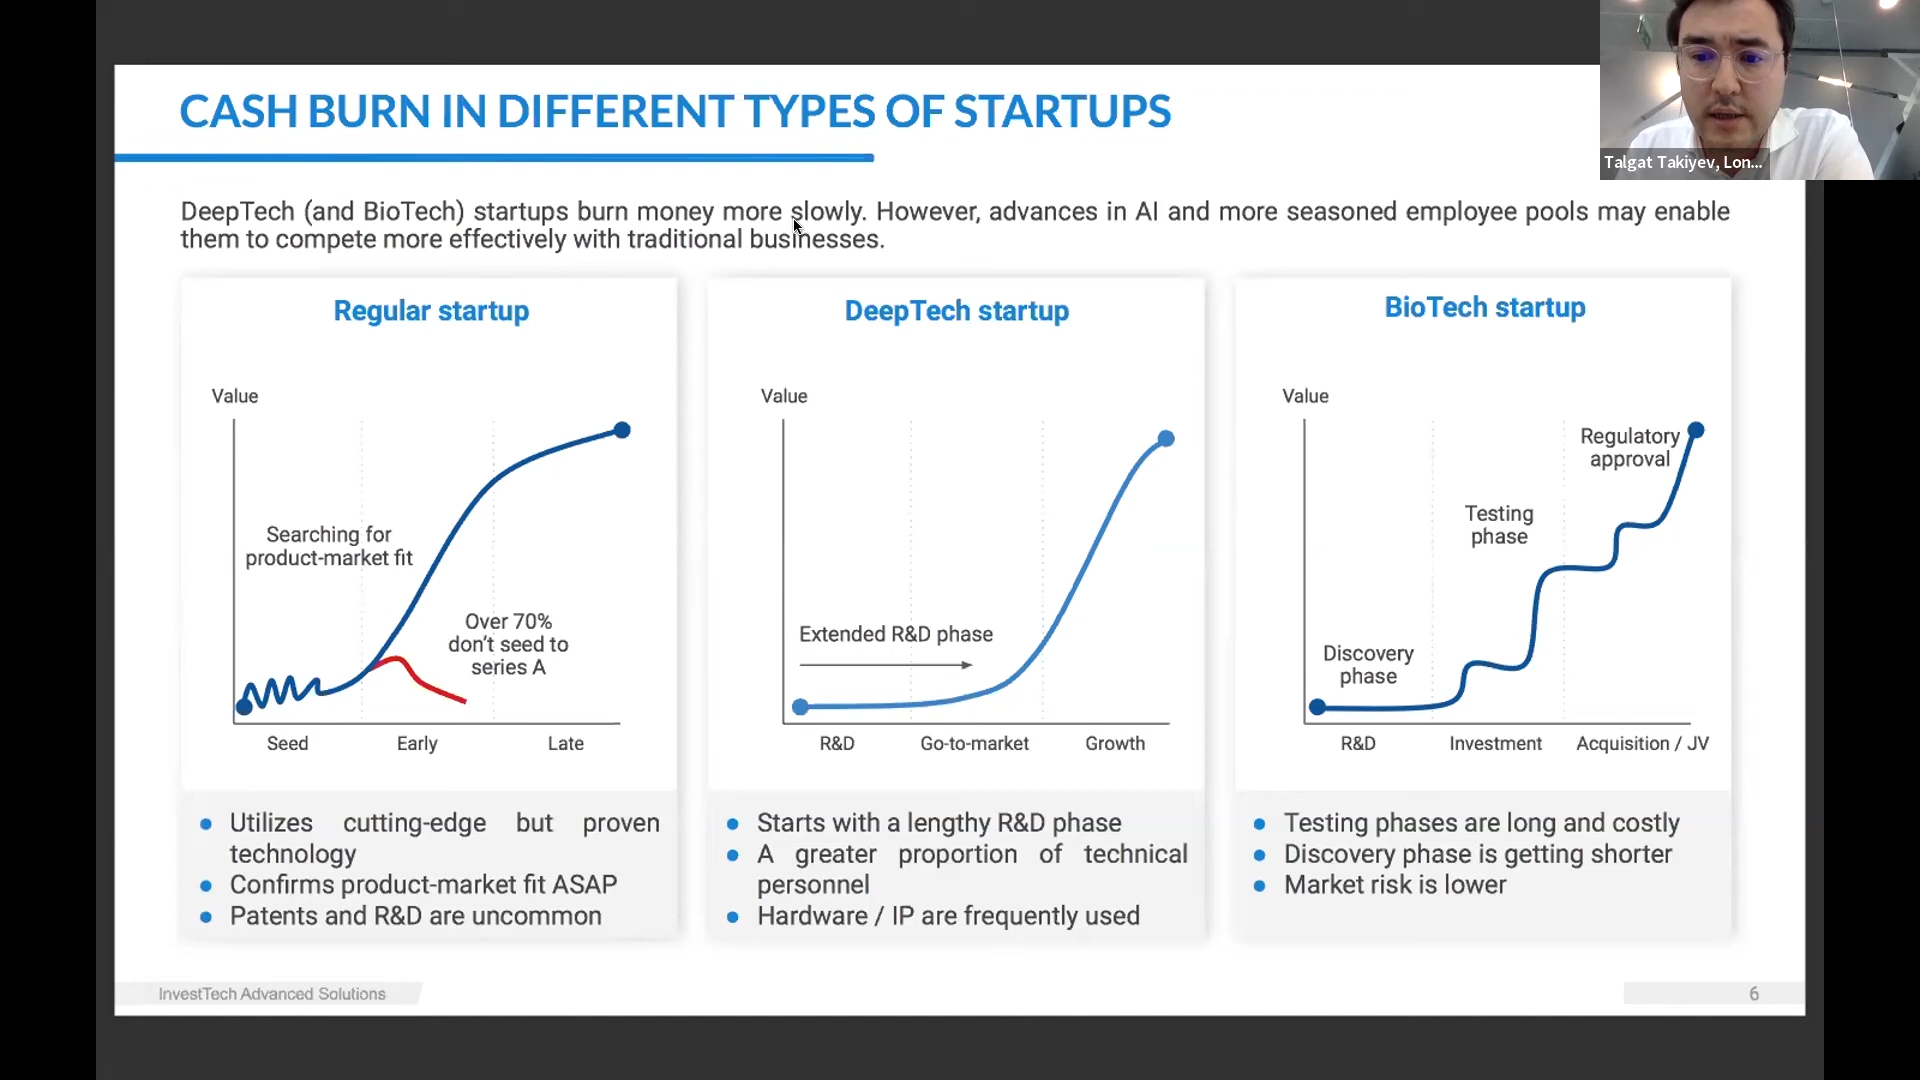 CASH BURN IN DIFFERENT TYPES OF STARTUPS
Talgat Takiyev, Lon...
DeepTech (and BioTech) startups burn money more slowly. However, advances in AI and more seasoned employee pools may enable
them to compete more effectively with traditional businesses.
Regular startup
Value
Searching for
product-market fit
Over 70%
don't seed to
series A
Seed
Early
Late
Utilizes cutting-edge but proven
technology
Confirms product-market fit ASAP
Patents and R&D are uncommon
DeepTech startup
Value
Extended R&D phase
R&D
Go-to-market
Growth
Starts with a lengthy R&D phase
A greater proportion of technical
personnel
Hardware / IP are frequently used
BioTech startup
Value
Regulatory
approval
Testing
phase
Discovery
phase
R&D
Investment
Acquisition / JV
Testing phases are long and costly
Discovery phase is getting shorter
Market risk is lower
InvestTech Advanced Solutions
6